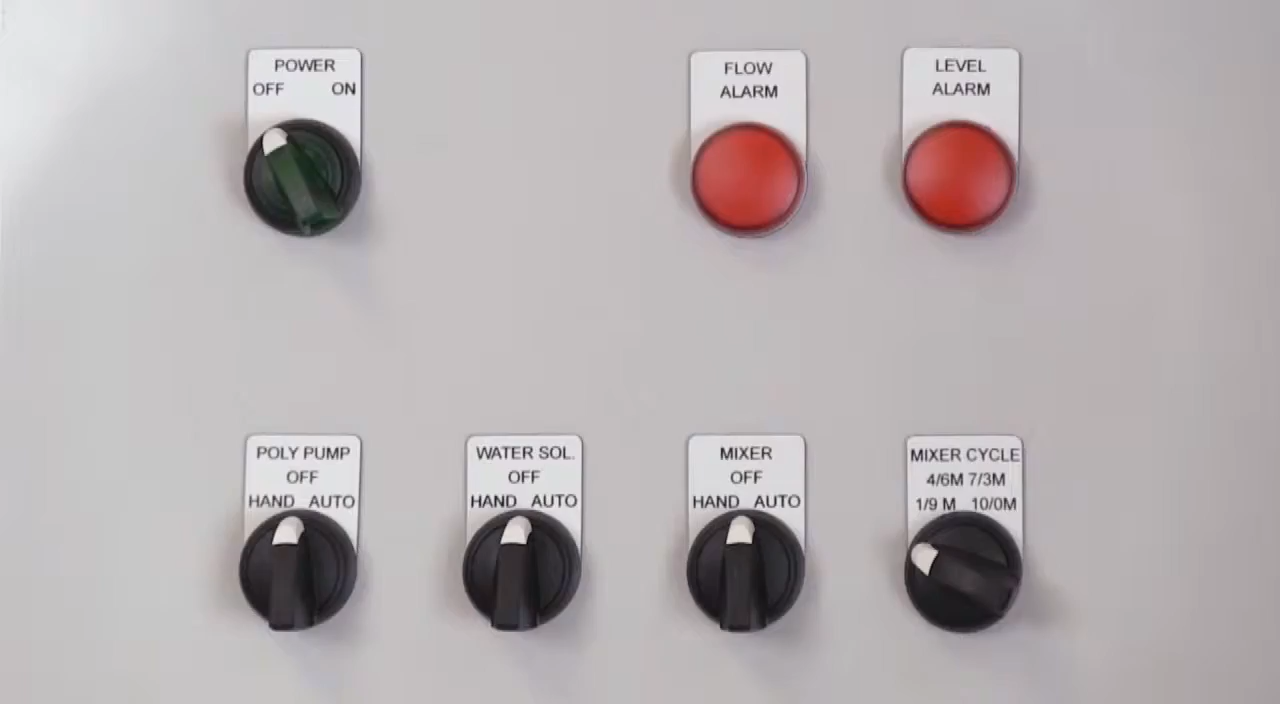 POWER
OFF ON
FLOW
ALARM
LEVEL
ALARM
POLY PUMP
OFF
HAND AUTO
WATER SOL.
OFF
HAND AUTO
MIXER
OFF
HAND AUTO
MIXER CYCLE
4/6M 7/3M
1/9 M 10/0M